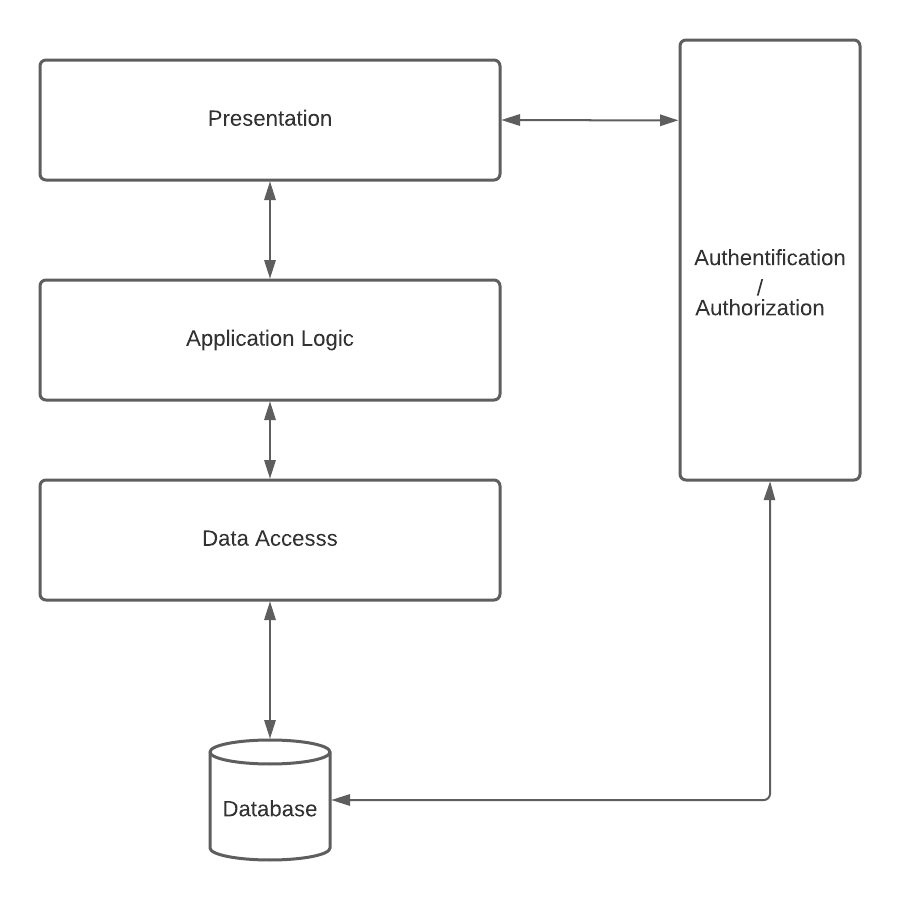 Presentation
Authentification
/
Authorization
Application Logic
Data Accesss
Database